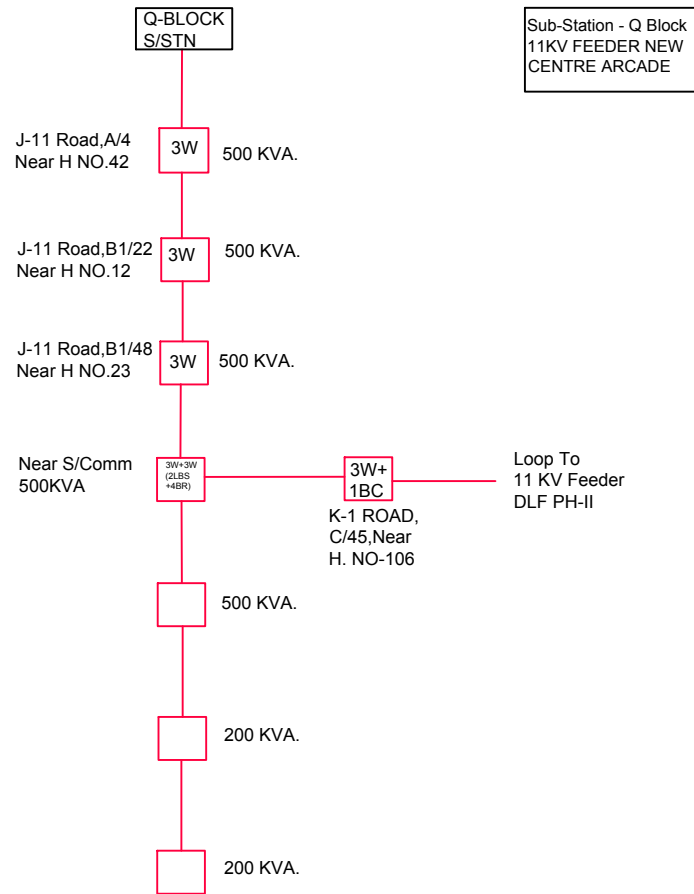 Q-BLOCK
S/STN
Sub-Station - Q Block
11KV FEEDER NEW
CENTRE ARCADE
J-11 Road,A/4
Near H NO.42
3W
500 KVA.
J-11 Road,B1/22
Near H NO.12
3W
500 KVA.
J-11 Road,B1/48
Near H NO.23
3W
500 KVA.
Near S/Comm
500KVA
3W+3W
(2LBS
+4BR)
3W+
1BC
K-1 ROAD,
C/45,Near
H. NO-106
Loop To
11 KV Feeder
DLF PH-II
500 KVA.
200 KVA.
200 KVA.